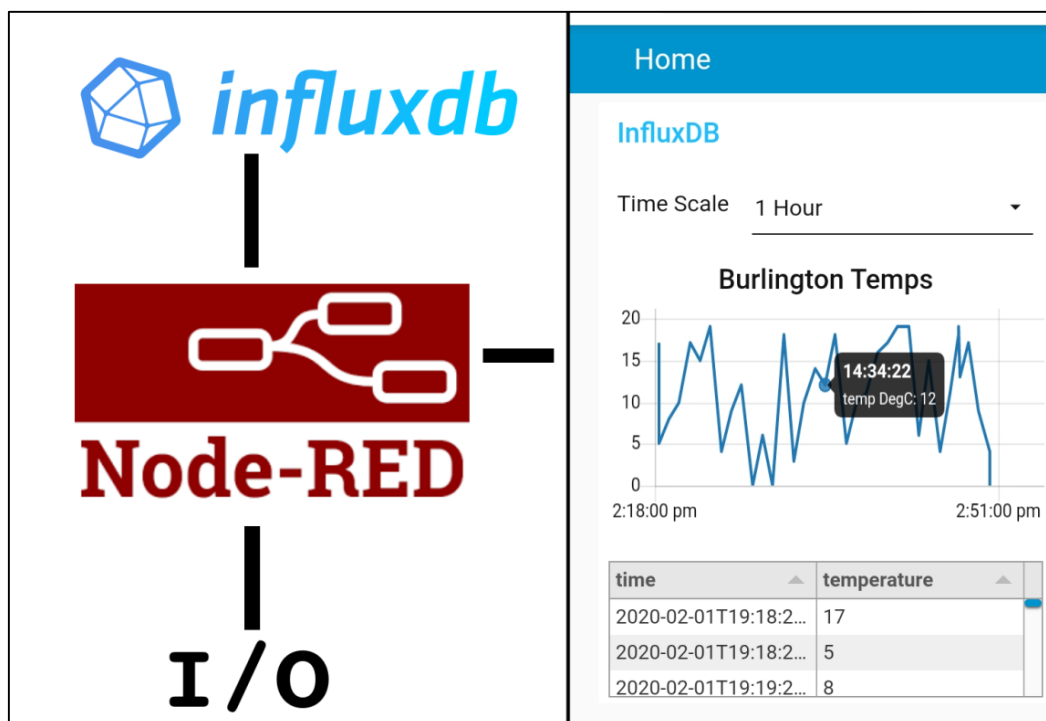 influxdb
Node-RED
I/O
Home
InfluxDB
Time Scale 1 Hour
Burlington Temps
20
15
10
5
0
14:34:22
temp DegC: 12
2:18:00 pm 2:51:00 pm
time temperature
2020-02-01T19:18:2... 17
2020-02-01T19:18:2... 5
2020-02-01T19:19:2... 8